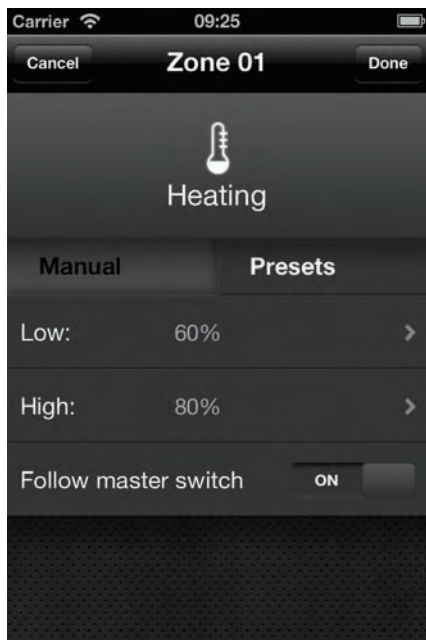 Carrier 09:25
Cancel Zone 01 Done
Heating
Manual Presets
Low: 60%
High: 80%
Follow master switch ON